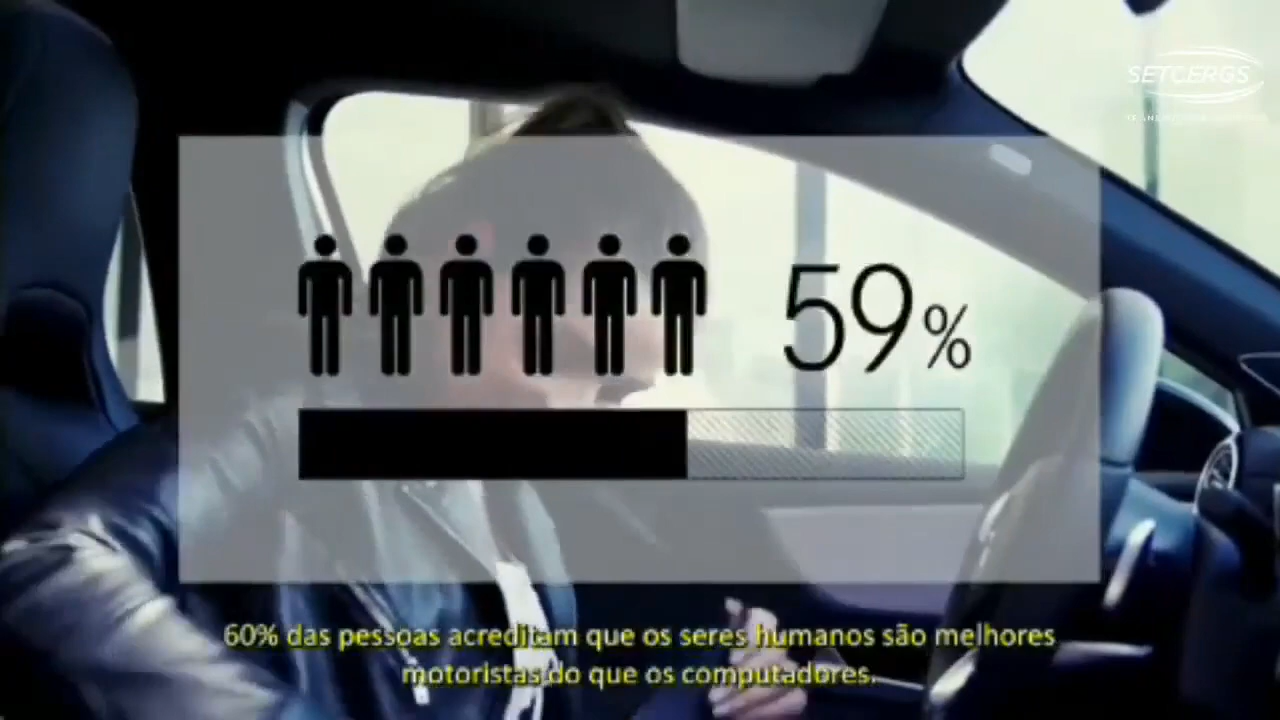 SETCERGS
59%
60% das pessoas acreditam que os seres humanos são melhores
motoristas do que os computadores.